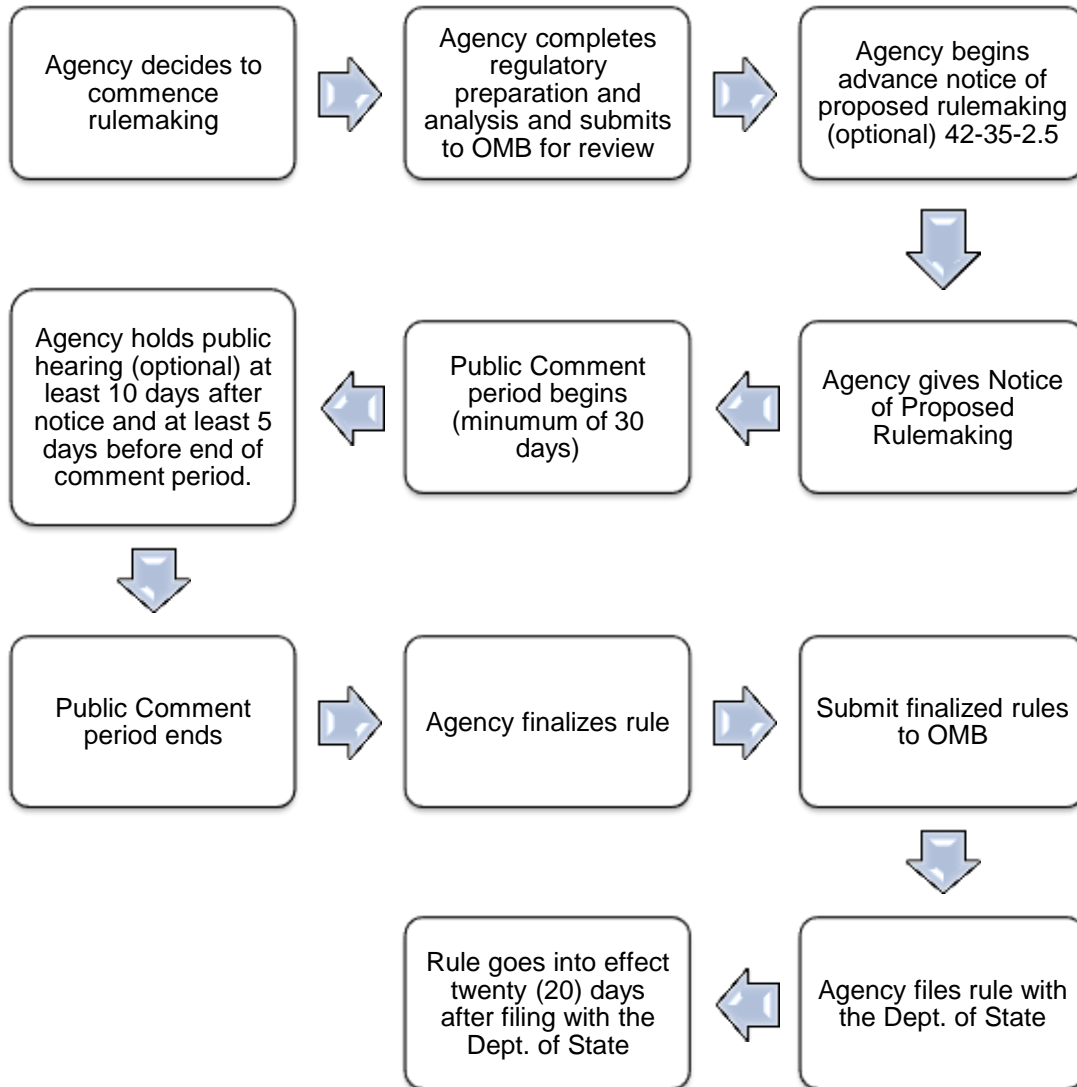 Agency decides to
commence
rulemaking
Agency completes
regulatory
preparation and
analysis and submits
to OMB for review
Agency begins
advance notice of
proposed rulemaking
(optional) 42-35-2.5
Agency gives Notice
of Proposed
Rulemaking
Public Comment
period begins
(minumum of 30
days)
Agency holds public
hearing (optional) at
least 10 days after
notice and at least 5
days before end of
comment period.
Public Comment
period ends
Agency finalizes rule
Submit finalized rules
to OMB
Agency files rule with
the Dept. of State
Rule goes into effect
twenty (20) days
after filing with the
Dept. of State